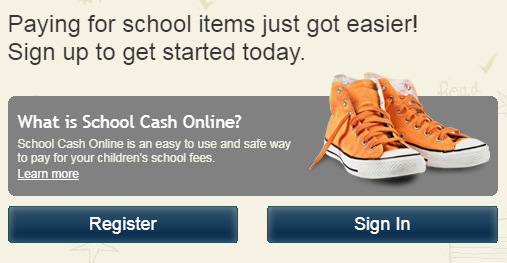 Paying for school items just got easier!
Sign up to get started today.
Read
What is School Cash Online?
School Cash Online is an easy to use and safe way
to pay for your children's school fees.
Learn more
Register
Sign In